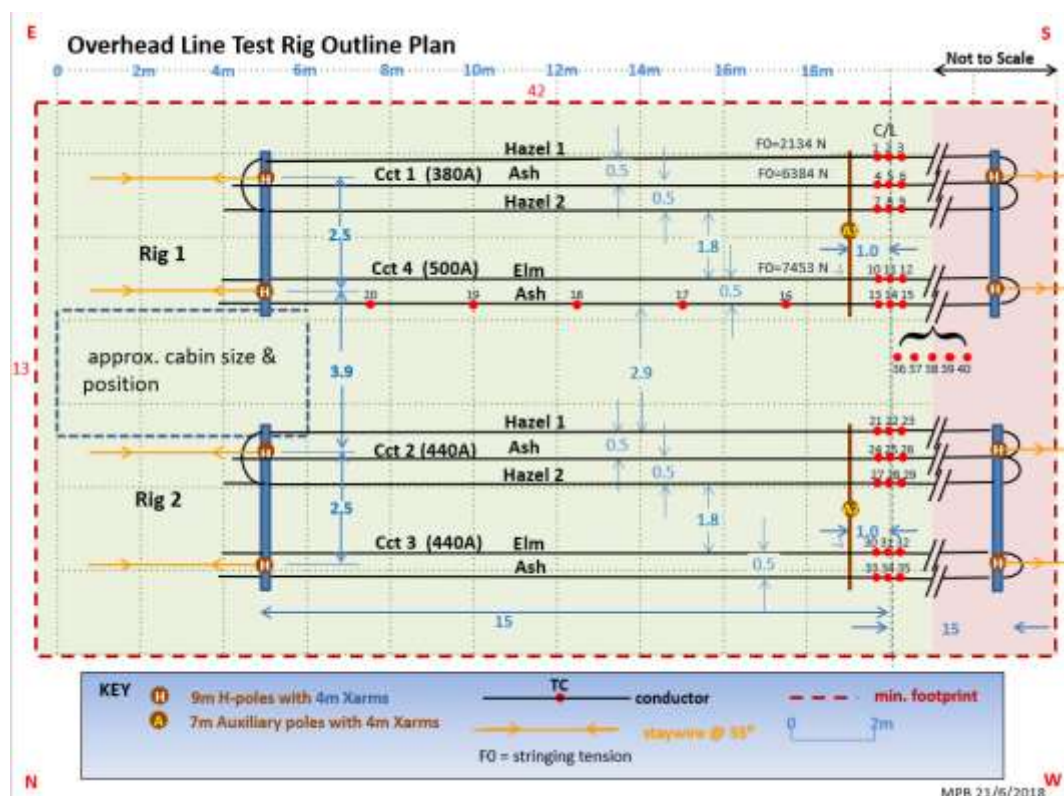 E
S
Overhead Line Test Rig Outline Plan
Not to Scale
0 2m 4m 6m 8m 10m 12m 14m 16m 18m
42
C/L
Hazel 1
F0=2134 N
1 2 3
0.5
Cct 1 (380A)
Ash
F0=6384 N
4 5 6
0.5
Hazel 2
7 8 9
H
H
2.5
1.8
A
1.0
Rig 1
Cct 4 (500A)
Elm
F0=7453 N
10 11 12
H
H
Ash
0.5
20 19 18 17 16
13 14 15
approx. cabin size &
position
13
3.9
2.9
36 37 38 39 40
Hazel 1
21 22 23
0.5
Cct 2 (440A)
Ash
24 25 26
H
H
0.5
Hazel 2
27 28 29
Rig 2
2.5
1.8
A
1.0
Cct 3 (440A)
Elm
30 31 32
H
H
Ash
0.5
33 34 35
15
15
KEY
H
9m H-poles with 4m Xarms
A
7m Auxiliary poles with 4m Xarms
TC
conductor
staywire @ 55°
F0 = stringing tension
min. footprint
0 2m
N
W
MPB 21/6/2018